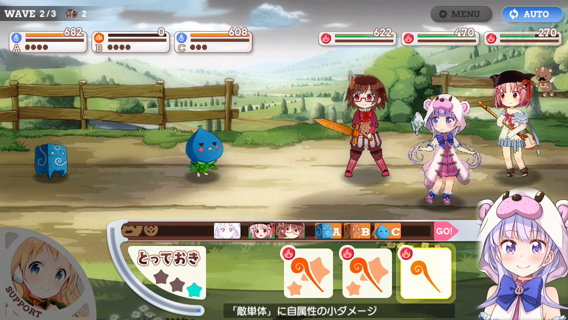 WAVE 2/3 2
MENU
AUTO
682
A
0
B
608
C
622
470
270
A B C GO!
とっておき
SUPPORT
「敵単体」に自属性の小ダメージ